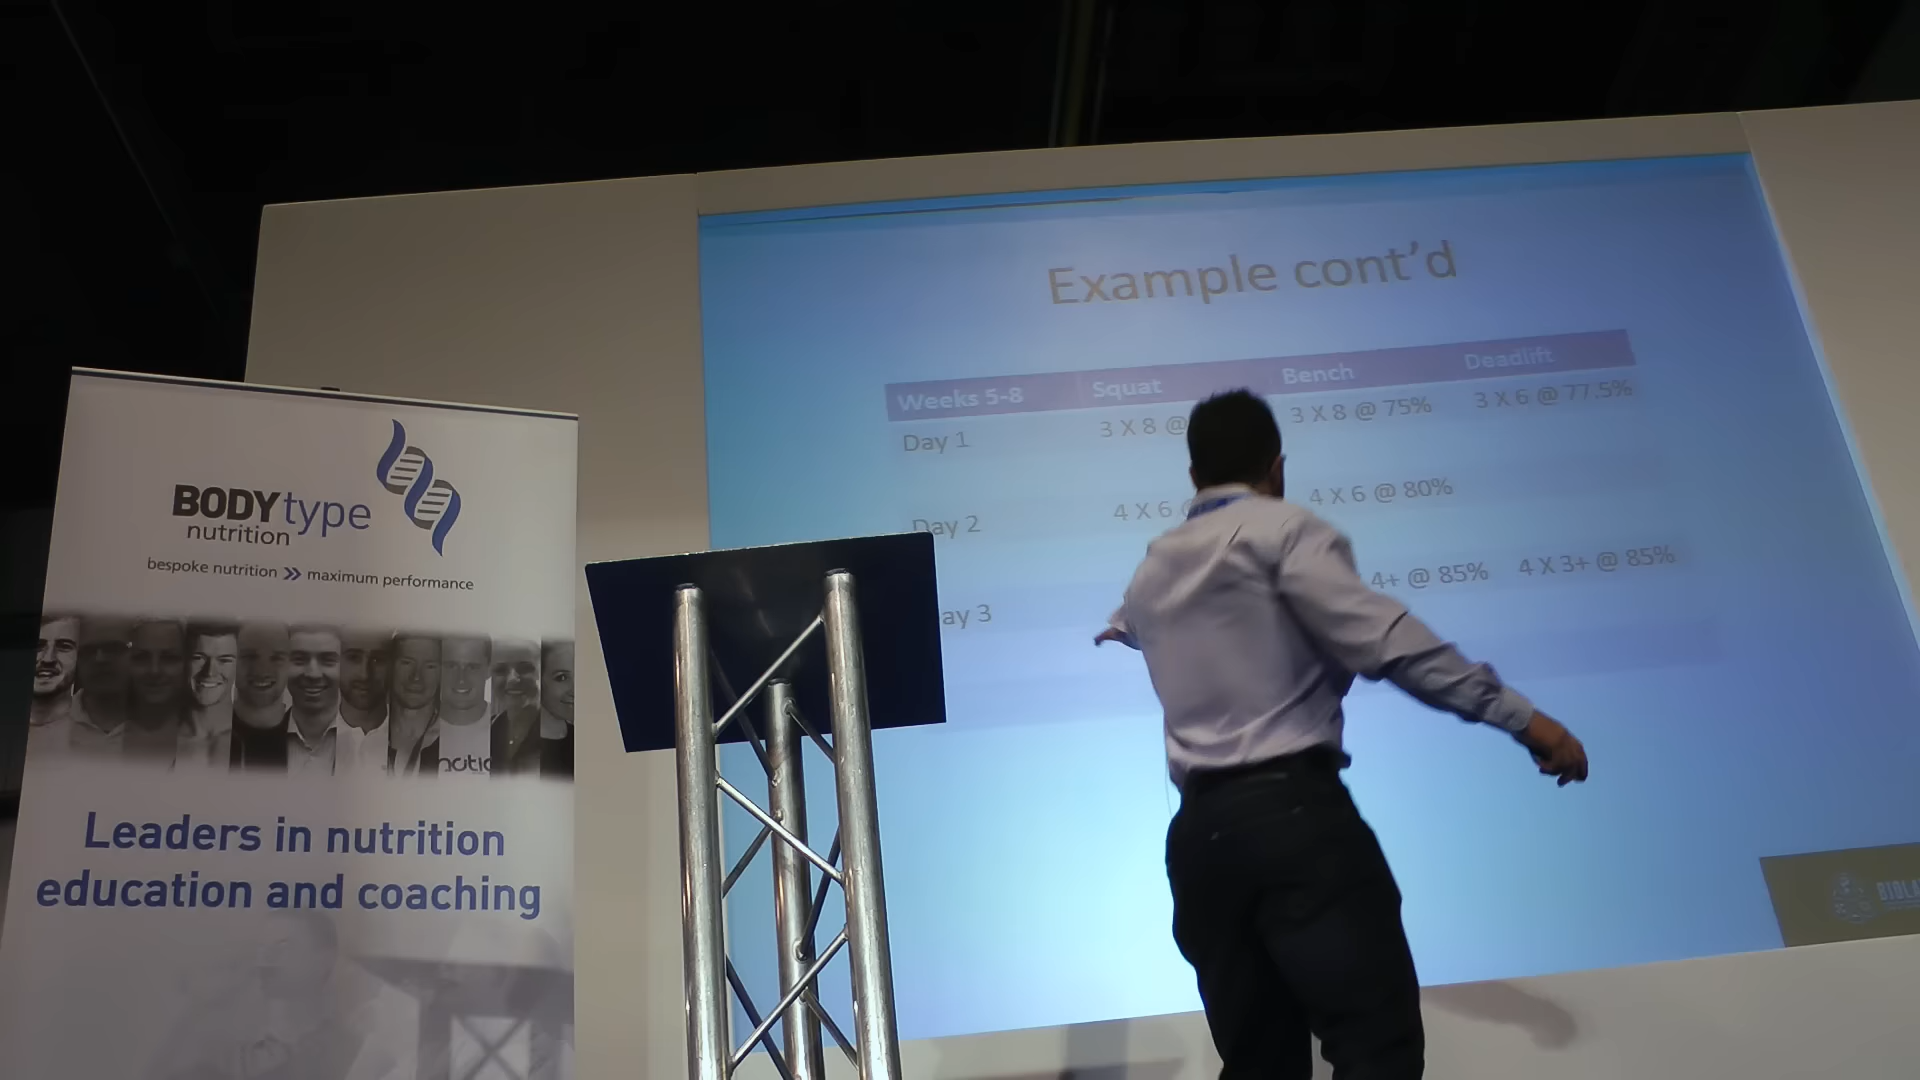 BODYtype
nutrition
bespoke nutrition » maximum performance
Leaders in nutrition
education and coaching
Example cont'd
Weeks 5-8 Squat Bench Deadlift
Day 1 3 X 8 @ 3 X 8 @ 75% 3 X 6 @ 77.5%
Day 2 4 X 6 4 X 6 @ 80%
ay 3 4+ @ 85% 4 X 3+ @ 85%